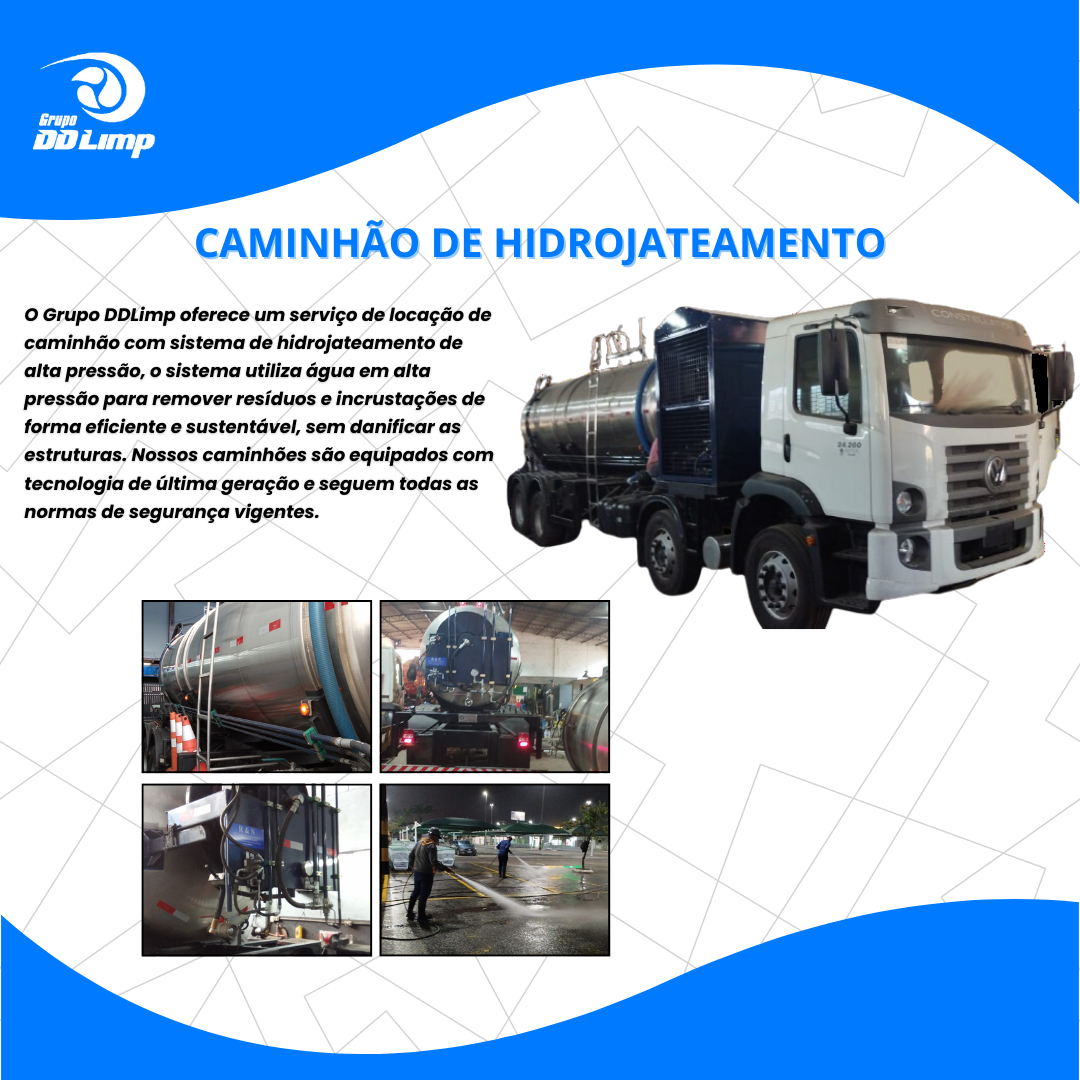 Grupo
DDLimp
CAMINHÃO DE HIDROJATEAMENTO
O Grupo DDLimp oferece um serviço de locação de
caminhão com sistema de hidrojateamento de
alta pressão, o sistema utiliza água em alta
pressão para remover resíduos e incrustações de
forma eficiente e sustentável, sem danificar as
estruturas. Nossos caminhões são equipados com
tecnologia de última geração e seguem todas as
normas de segurança vigentes.
24.280